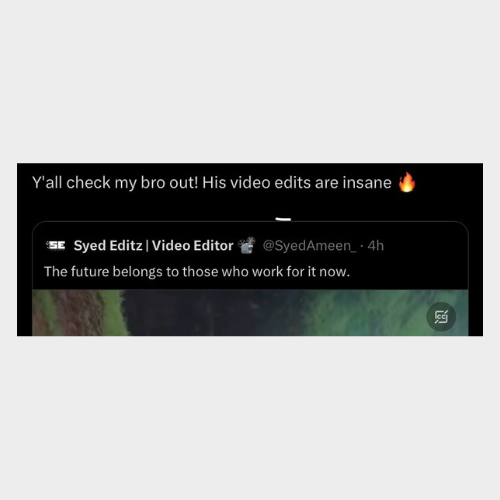 Y'all check my bro out! His video edits are insane 🔥
SE Syed Editz | Video Editor 📽️ @SyedAmeen_ · 4h
The future belongs to those who work for it now.
CC